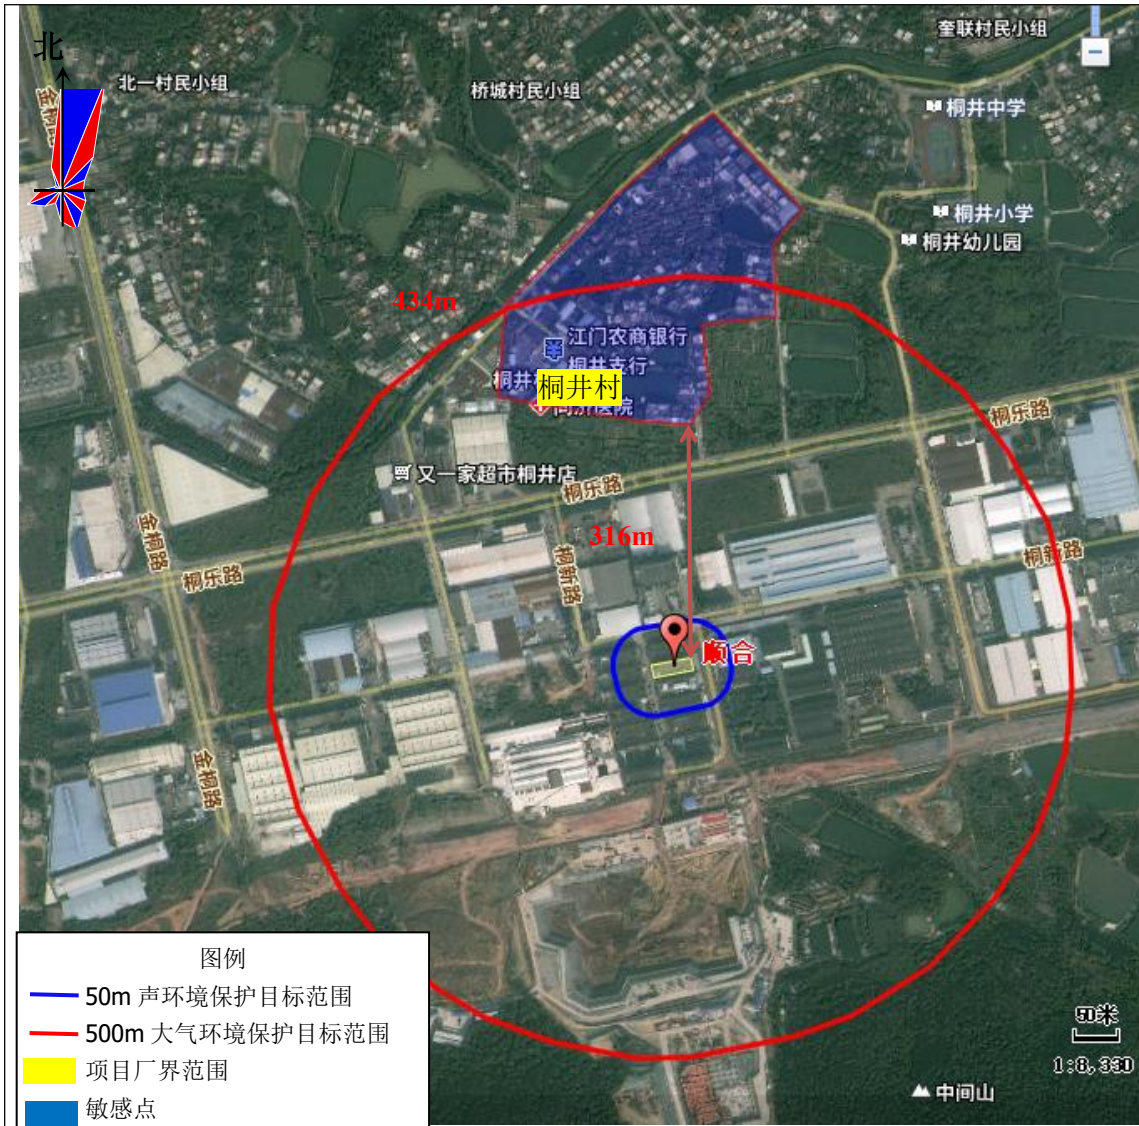 北
金桐路
北一村民小组
桥城村民小组
奎联村民小组
桐井中学
桐井小学
桐井幼儿园
434m
江门农商银行
桐井支行
桐井村
桐乐路
又一家超市桐井店
桐乐路
金桐路
316m
桐新路
桐新路
桐乐路
顺合
金桐路
图例
50m 声环境保护目标范围
500m 大气环境保护目标范围
项目厂界范围
敏感点
50米
1:8,330
中间山